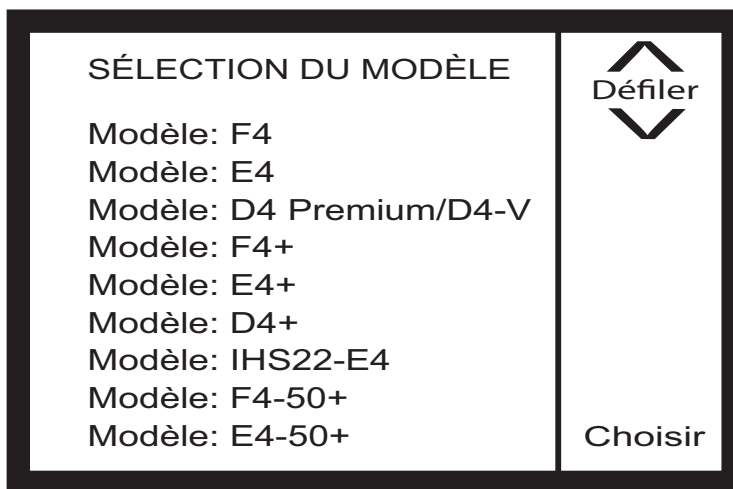 SÉLECTION DU MODÈLE
Modèle: F4
Modèle: E4
Modèle: D4 Premium/D4-V
Modèle: F4+
Modèle: E4+
Modèle: D4+
Modèle: IHS22-E4
Modèle: F4-50+
Modèle: E4-50+
Défiler
Choisir